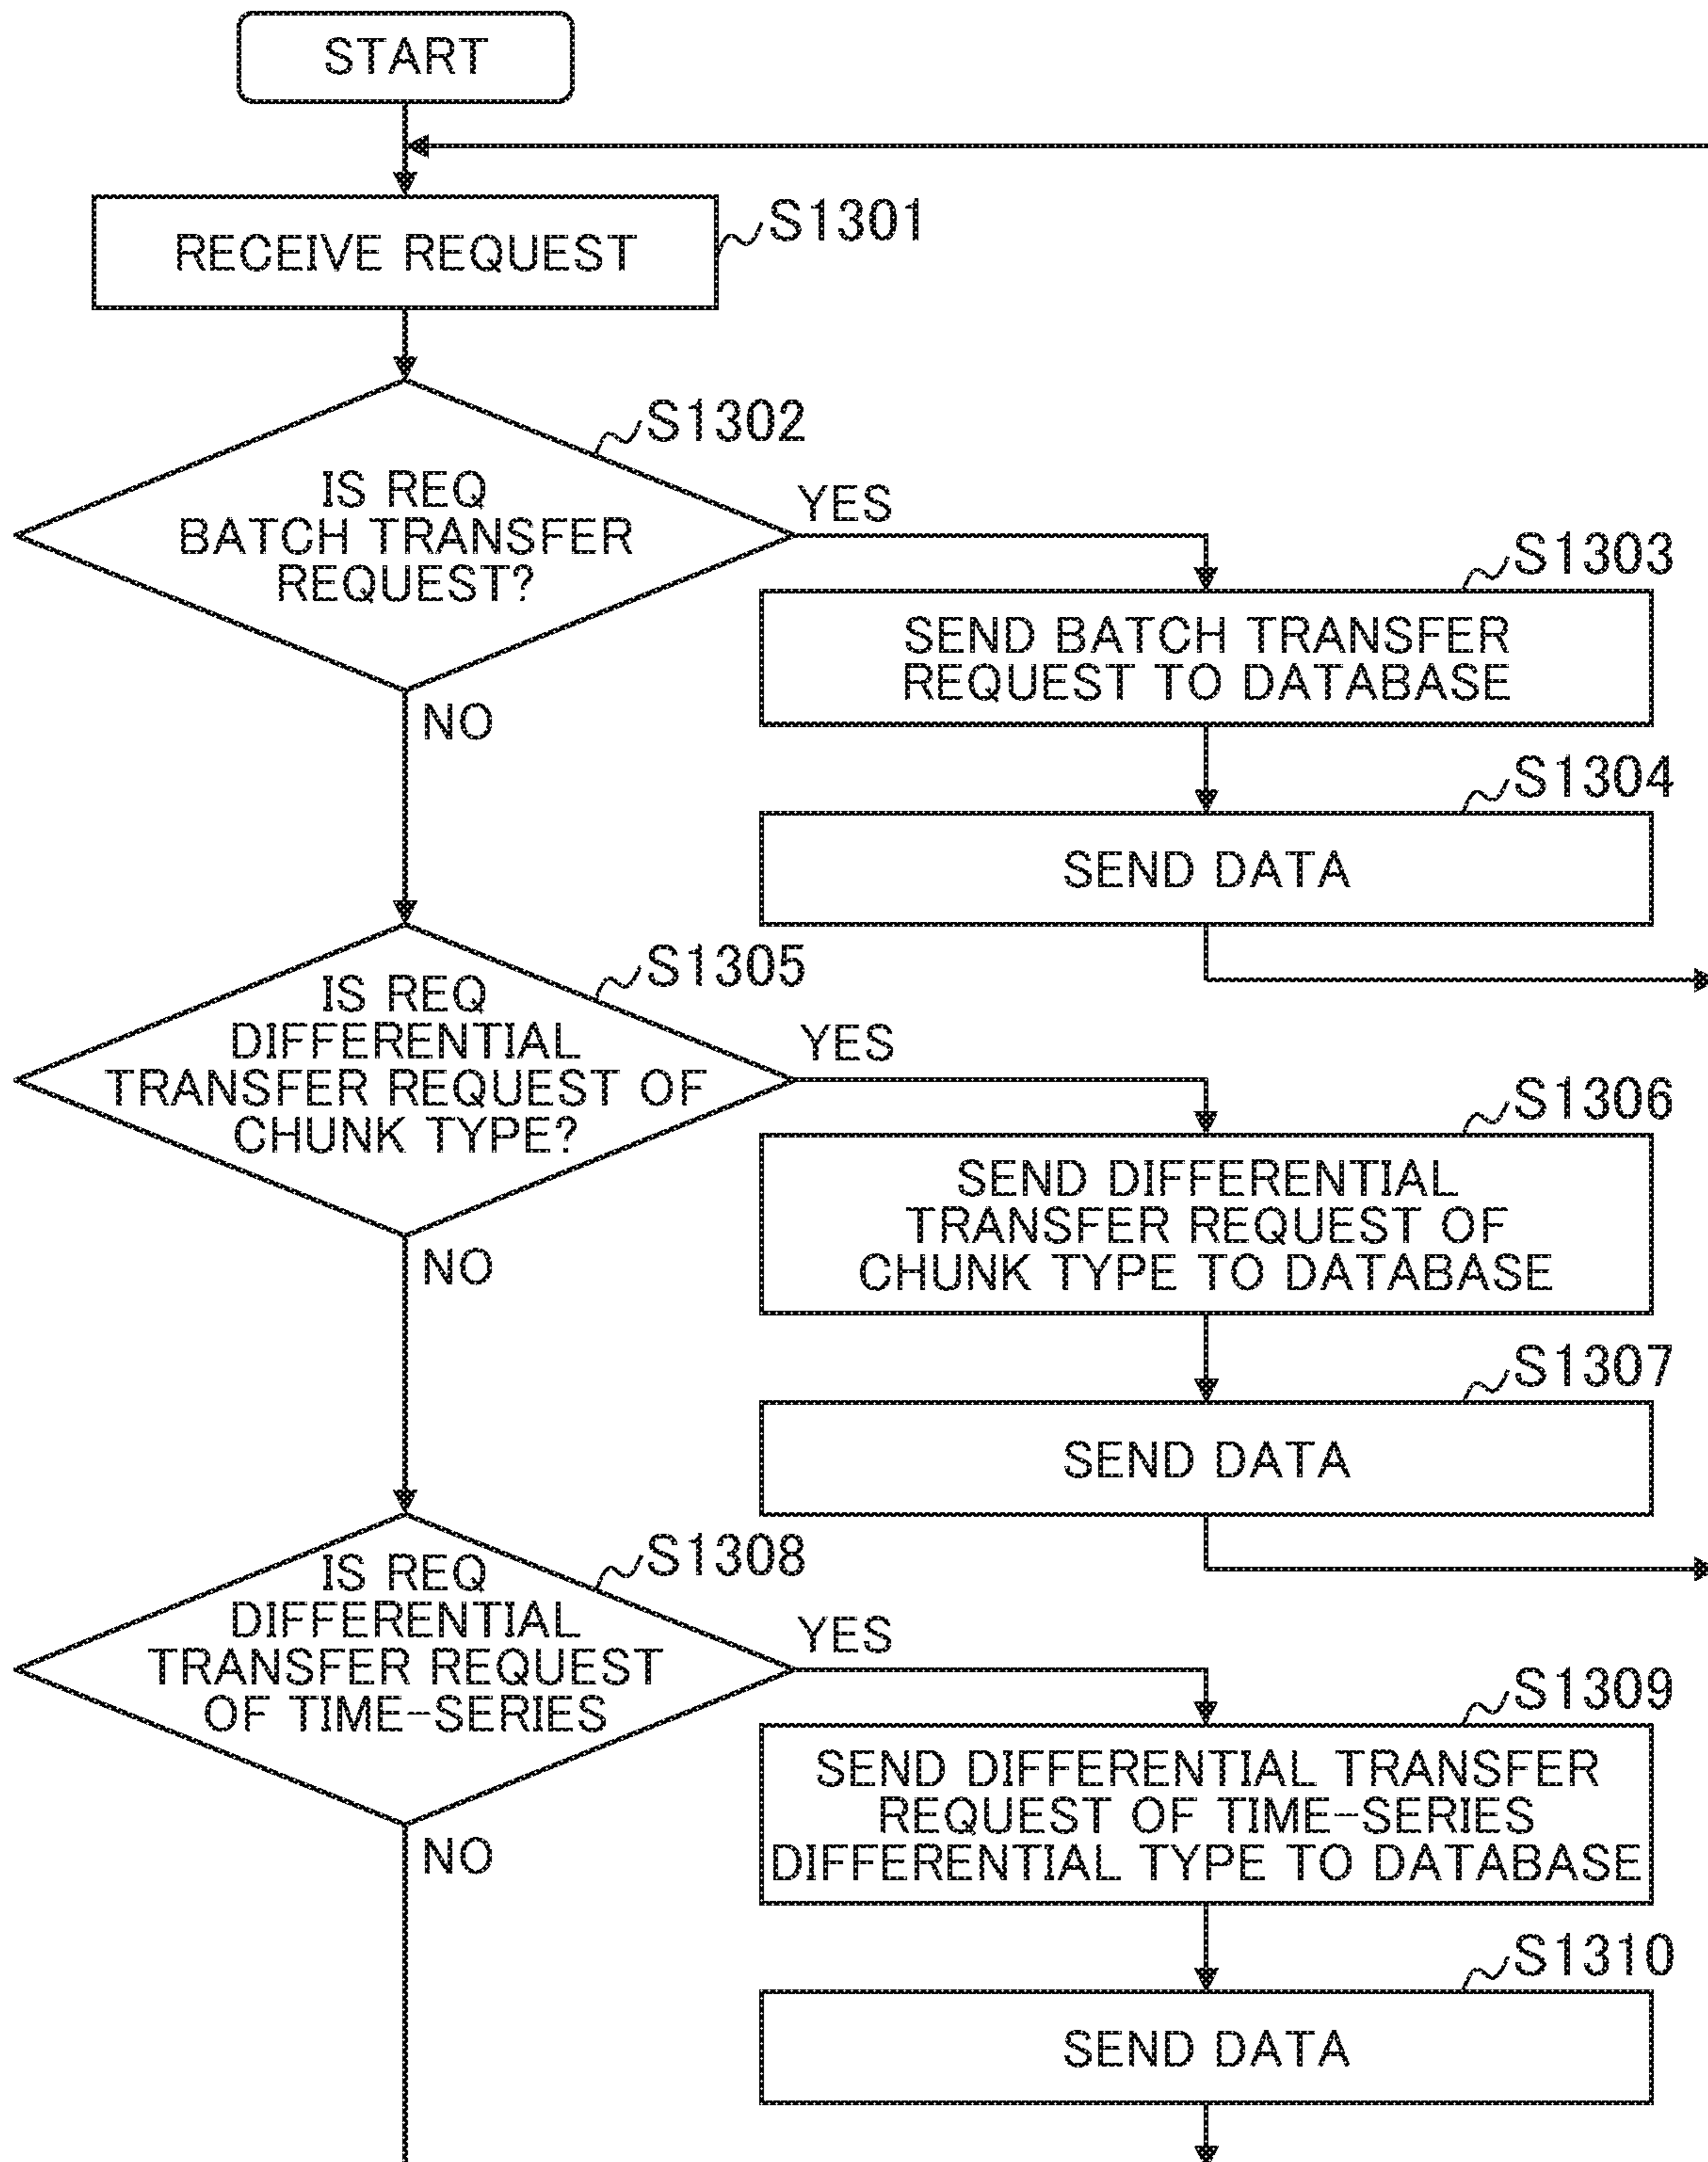 START
RECEIVE REQUEST
S1301
S1302
IS REQ
BATCH TRANSFER
REQUEST?
YES
NO
S1303
SEND BATCH TRANSFER
REQUEST TO DATABASE
S1304
SEND DATA
S1305
IS REQ
DIFFERENTIAL
TRANSFER REQUEST OF
CHUNK TYPE?
YES
NO
S1306
SEND DIFFERENTIAL
TRANSFER REQUEST OF
CHUNK TYPE TO DATABASE
S1307
SEND DATA
S1308
IS REQ
DIFFERENTIAL
TRANSFER REQUEST
OF TIME-SERIES
YES
NO
S1309
SEND DIFFERENTIAL TRANSFER
REQUEST OF TIME-SERIES
DIFFERENTIAL TYPE TO DATABASE
S1310
SEND DATA